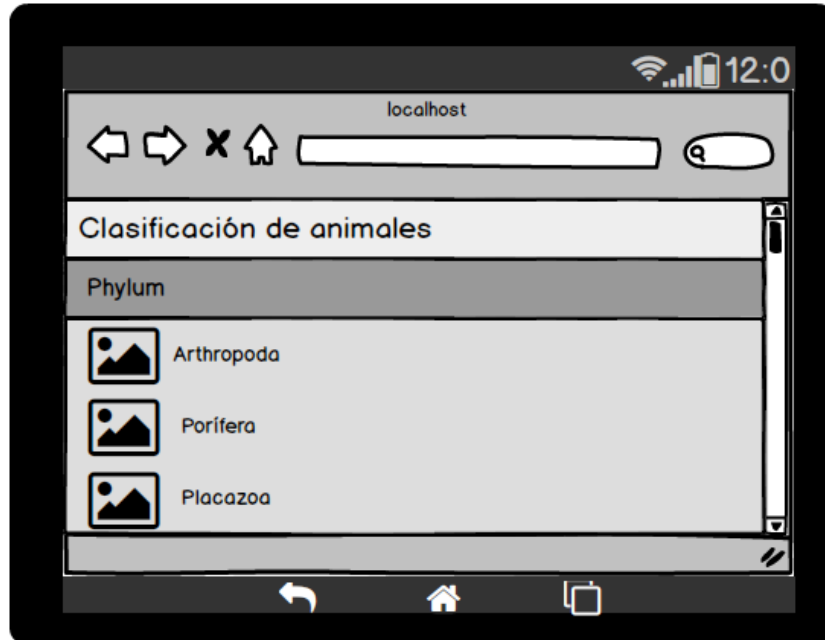 12:0
localhost
Clasificación de animales
Phylum
Arthropoda
Porífera
Placazoa